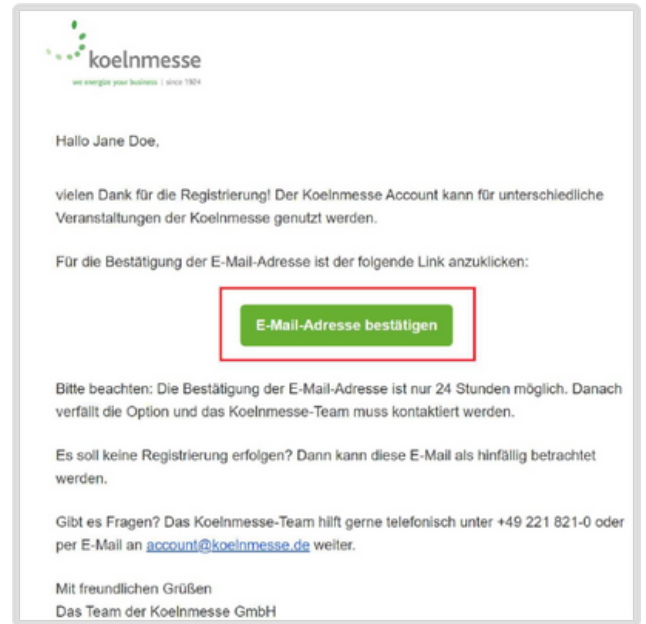 koelnmesse
we energize your business | since 1924
Hallo Jane Doe,
vielen Dank für die Registrierung! Der Koelnmesse Account kann für unterschiedliche
Veranstaltungen der Koelnmesse genutzt werden.
Für die Bestätigung der E-Mail-Adresse ist der folgende Link anzuklicken:
E-Mail-Adresse bestätigen
Bitte beachten: Die Bestätigung der E-Mail-Adresse ist nur 24 Stunden möglich. Danach
verfällt die Option und das Koelnmesse-Team muss kontaktiert werden.
Es soll keine Registrierung erfolgen? Dann kann diese E-Mail als hinfällig betrachtet
werden.
Gibt es Fragen? Das Koelnmesse-Team hilft gerne telefonisch unter +49 221 821-0 oder
per E-Mail an account@koelnmesse.de weiter.
Mit freundlichen Grüßen
Das Team der Koelnmesse GmbH